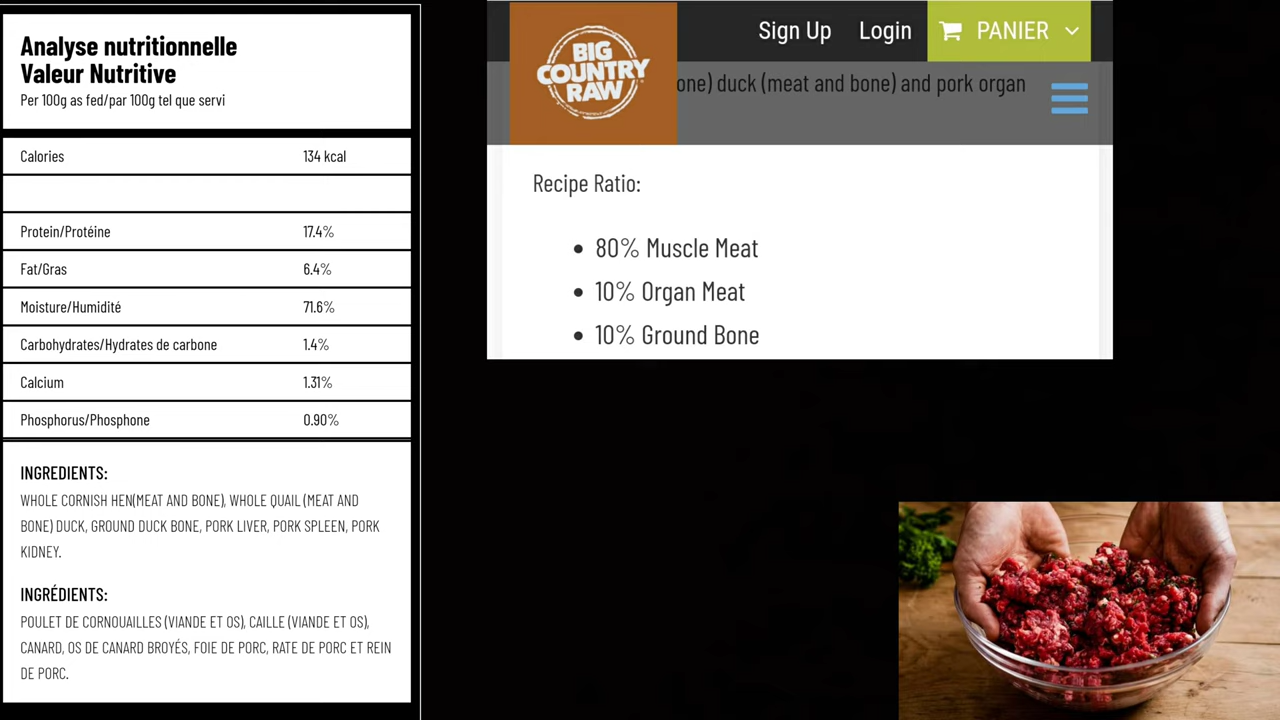 Analyse nutritionnelle
Valeur Nutritive
Per 100g as fed/par 100g tel que servi
Calories 134 kcal
Protein/Protéine 17.4%
Fat/Gras 6.4%
Moisture/Humidité 71.6%
Carbohydrates/Hydrates de carbone 1.4%
Calcium 1.31%
Phosphorus/Phosphone 0.90%
INGREDIENTS:
WHOLE CORNISH HEN(MEAT AND BONE), WHOLE QUAIL (MEAT AND
BONE) DUCK, GROUND DUCK BONE, PORK LIVER, PORK SPLEEN, PORK
KIDNEY.
INGRÉDIENTS:
POULET DE CORNOUAILLES (VIANDE ET OS), CAILLE (VIANDE ET OS),
CANARD, OS DE CANARD BROYÉS, FOIE DE PORC, RATE DE PORC ET REIN
DE PORC.
BIG
COUNTRY
RAW
Sign Up Login PANIER
one) duck (meat and bone) and pork organ
Recipe Ratio:
• 80% Muscle Meat
• 10% Organ Meat
• 10% Ground Bone